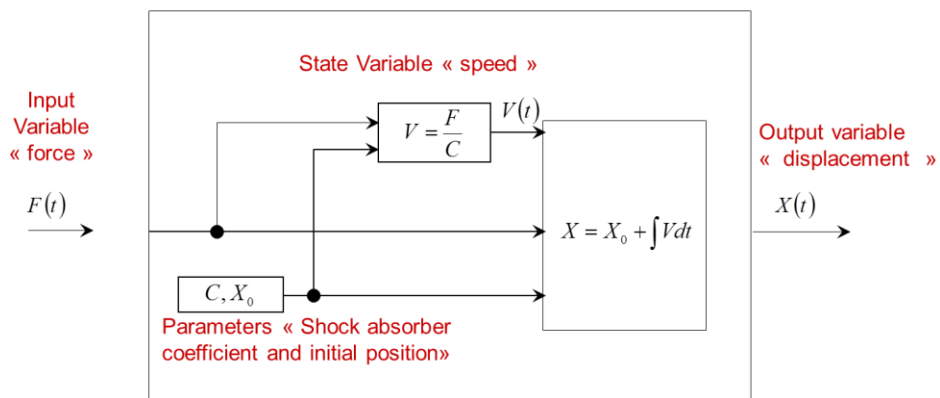 State Variable « speed »
Input
Variable
« force »
F(t)
V = F/C
V(t)
X = X₀ + ∫Vdt
Output variable
« displacement »
X(t)
C, X₀
Parameters « Shock absorber
coefficient and initial position»